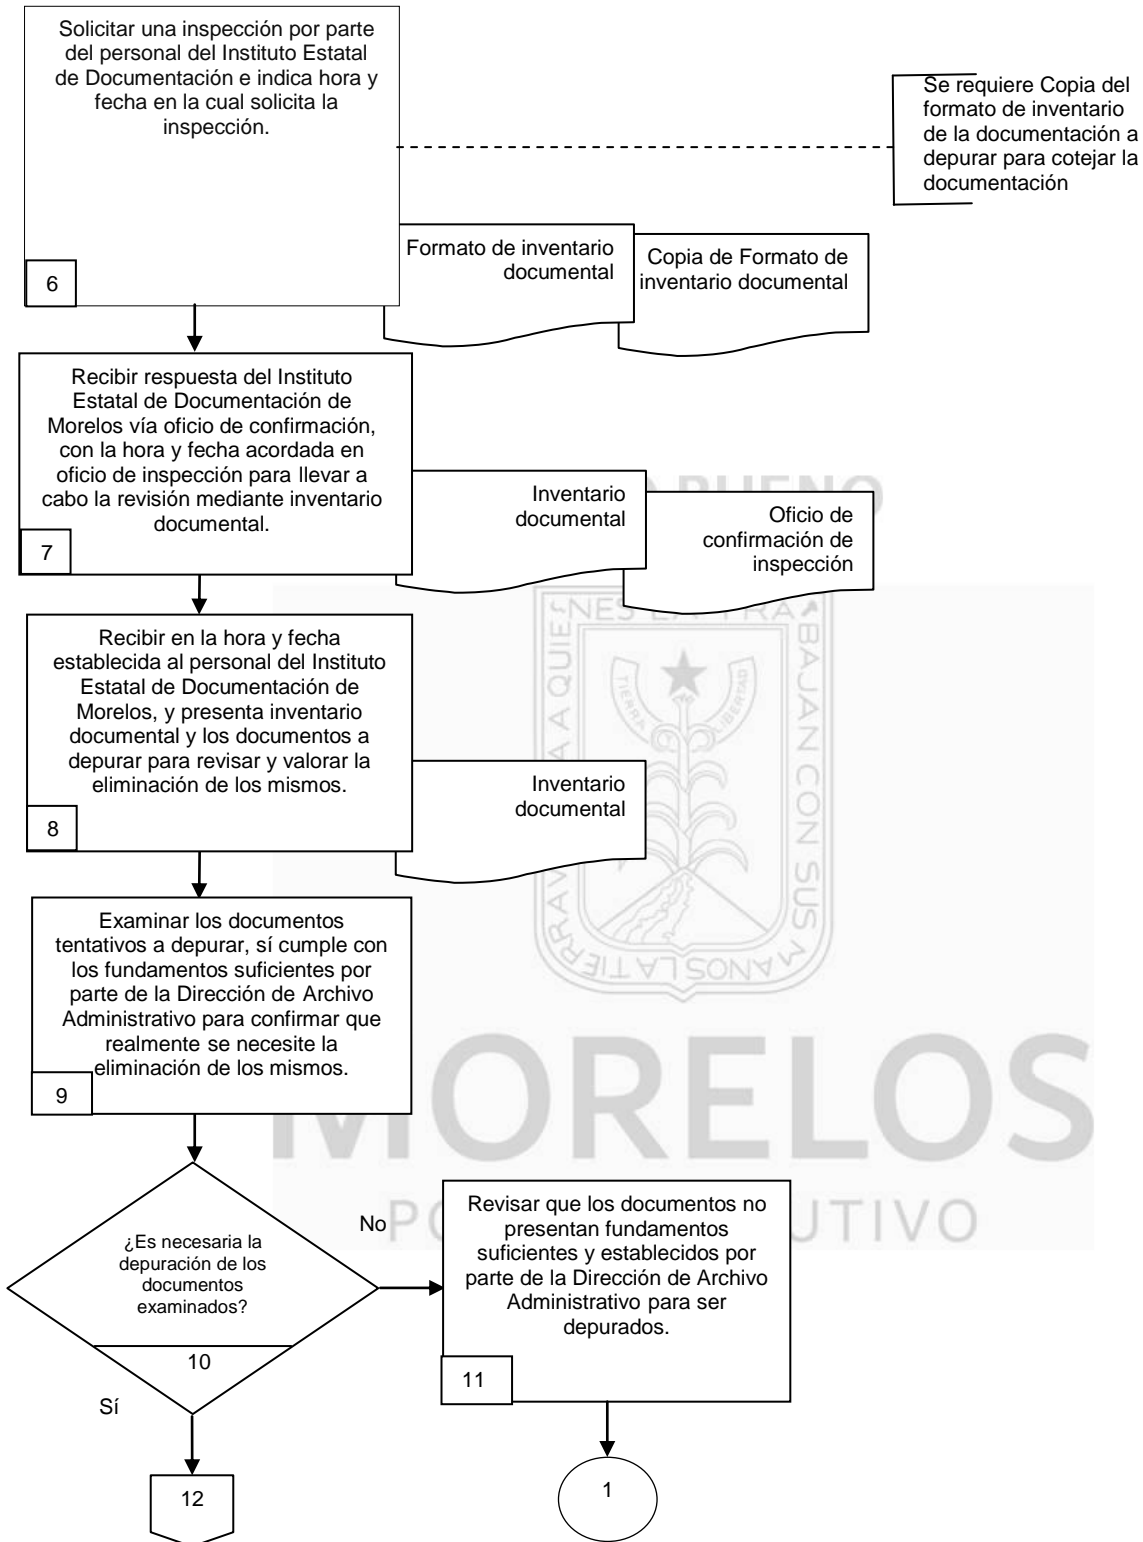 Solicitar una inspección por parte
del personal del Instituto Estatal
de Documentación e indica hora y
fecha en la cual solicita la
inspección.
6
Se requiere Copia del
formato de inventario
de la documentación a
depurar para cotejar la
documentación
Formato de inventario
documental
Copia de Formato de
inventario documental
Recibir respuesta del Instituto
Estatal de Documentación de
Morelos vía oficio de confirmación,
con la hora y fecha acordada en
oficio de inspección para llevar a
cabo la revisión mediante inventario
documental.
7
Inventario
documental
Oficio de
confirmación de
inspección
Recibir en la hora y fecha
establecida al personal del Instituto
Estatal de Documentación de
Morelos, y presenta inventario
documental y los documentos a
depurar para revisar y valorar la
eliminación de los mismos.
8
Inventario
documental
Examinar los documentos
tentativos a depurar, sí cumple con
los fundamentos suficientes por
parte de la Dirección de Archivo
Administrativo para confirmar que
realmente se necesite la
eliminación de los mismos.
9
¿Es necesaria la
depuración de los
documentos
examinados?
10
No
Sí
Revisar que los documentos no
presentan fundamentos
suficientes y establecidos por
parte de la Dirección de Archivo
Administrativo para ser
depurados.
11
12
1
TIERRA
LIBERTAD
BAJAN CON SUS MANOS LA TIERRA
MORELOS